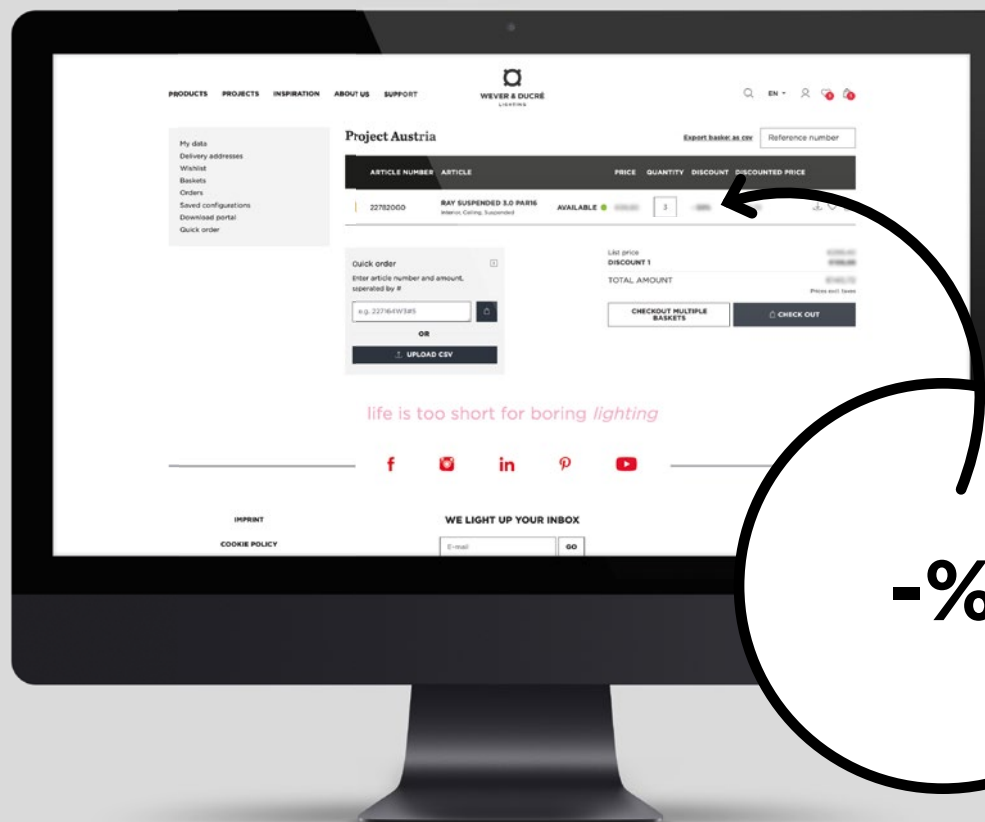 PRODUCTS PROJECTS INSPIRATION ABOUT US SUPPORT
WEVER & DUCRÉ
LIGHTING
EN
My data
Delivery addresses
Wishlist
Baskets
Orders
Saved configurations
Download portal
Quick order
Project Austria
Export basket as csv
Reference number
ARTICLE NUMBER ARTICLE PRICE QUANTITY DISCOUNT DISCOUNTED PRICE
227820G0
RAY SUSPENDED 3.0 PAR16
Interior, Ceiling, Suspended
AVAILABLE
3
Quick order
Enter article number and amount,
seperated by #
e.g. 227164W3#5
OR
UPLOAD CSV
List price
DISCOUNT 1
TOTAL AMOUNT
Prices excl. taxes
CHECKOUT MULTIPLE
BASKETS
CHECK OUT
life is too short for boring lighting
f
in
IMPRINT
COOKIE POLICY
WE LIGHT UP YOUR INBOX
E-mail
GO
-%